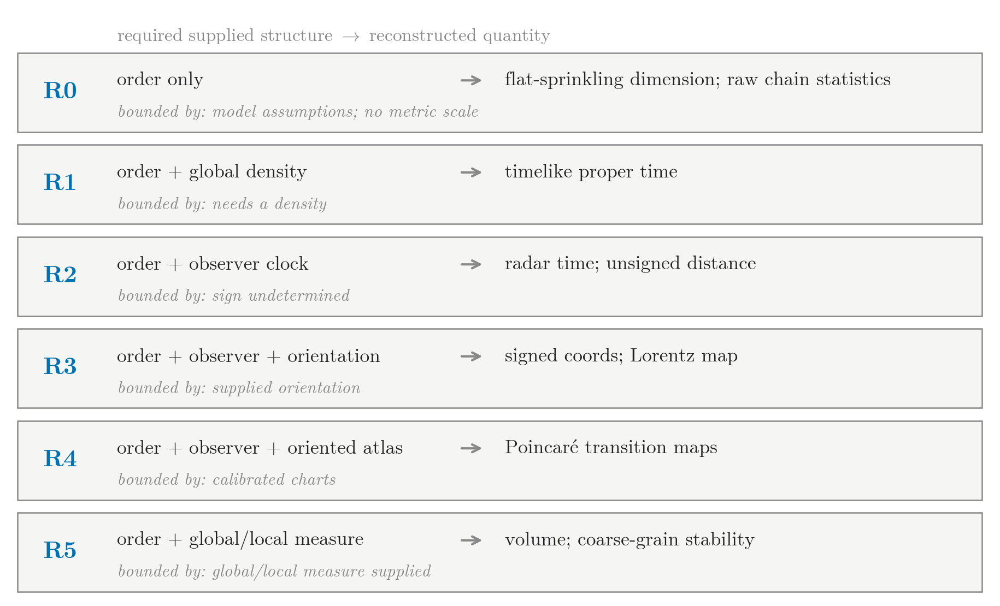 required supplied structure → reconstructed quantity
R0 order only → flat-sprinkling dimension; raw chain statistics
bounded by: model assumptions; no metric scale
R1 order + global density → timelike proper time
bounded by: needs a density
R2 order + observer clock → radar time; unsigned distance
bounded by: sign undetermined
R3 order + observer + orientation → signed coords; Lorentz map
bounded by: supplied orientation
R4 order + observer + oriented atlas → Poincaré transition maps
bounded by: calibrated charts
R5 order + global/local measure → volume; coarse-grain stability
bounded by: global/local measure supplied